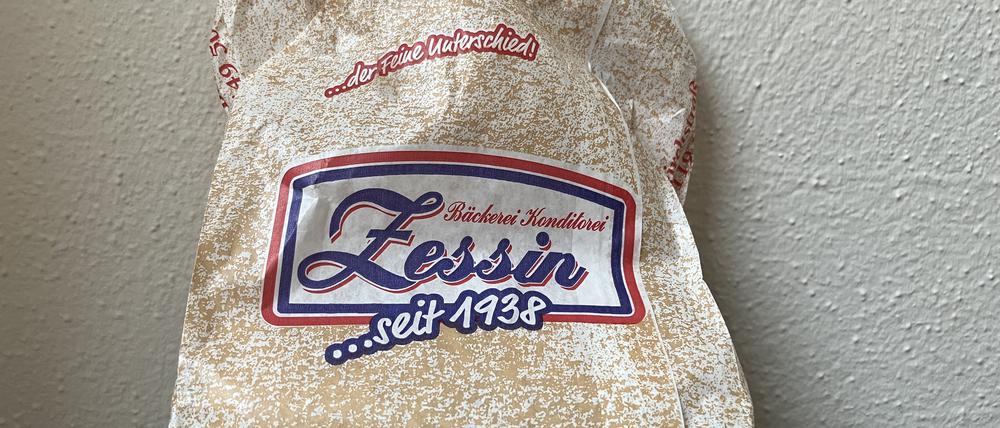 ...der Feine Unterschied!
Bäckerei Konditorei
Zessin
...seit 1938